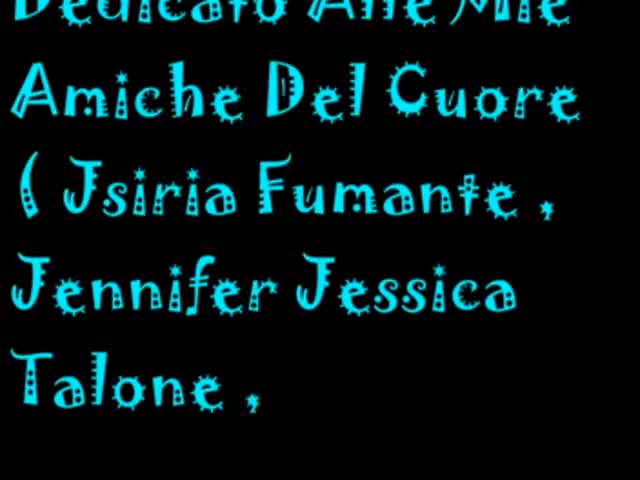 Dedicato Alle Mie
Amiche Del Cuore
( Jsiria Fumante ,
Jennifer Jessica
Talone ,